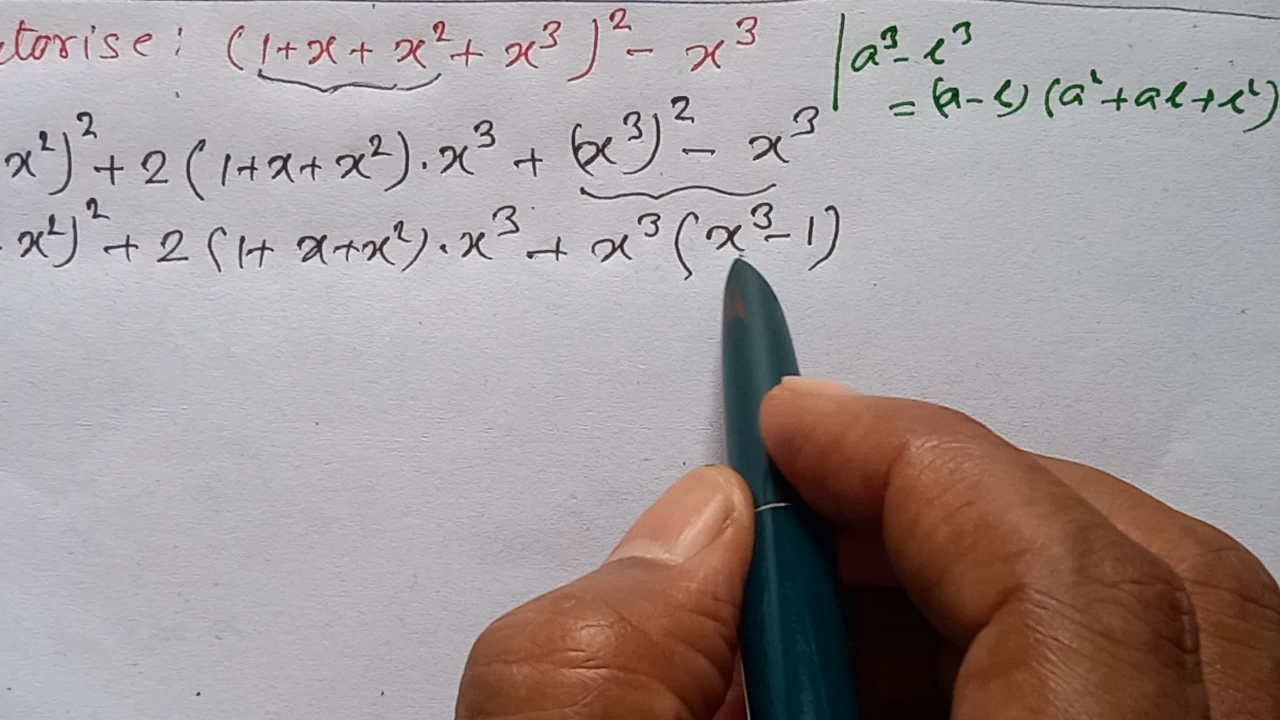 ctorise: (1+x+x²+x³)²-x³
a³-b³
=(a-b)(a²+ab+b²)
x²)²+2(1+x+x²).x³+(x³)²-x³
x²)²+2(1+x+x²).x³+x³(x³-1)